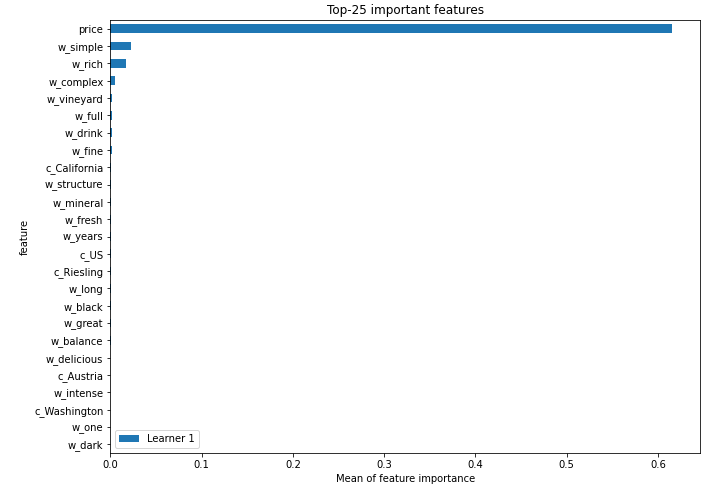 Top-25 important features
price
w_simple
w_rich
w_complex
w_vineyard
w_full
w_drink
w_fine
c_California
w_structure
w_mineral
w_fresh
w_years
c_US
c_Riesling
w_long
w_black
w_great
w_balance
w_delicious
c_Austria
w_intense
c_Washington
w_one
w_dark
feature
Learner 1
0.0 0.1 0.2 0.3 0.4 0.5 0.6
Mean of feature importance